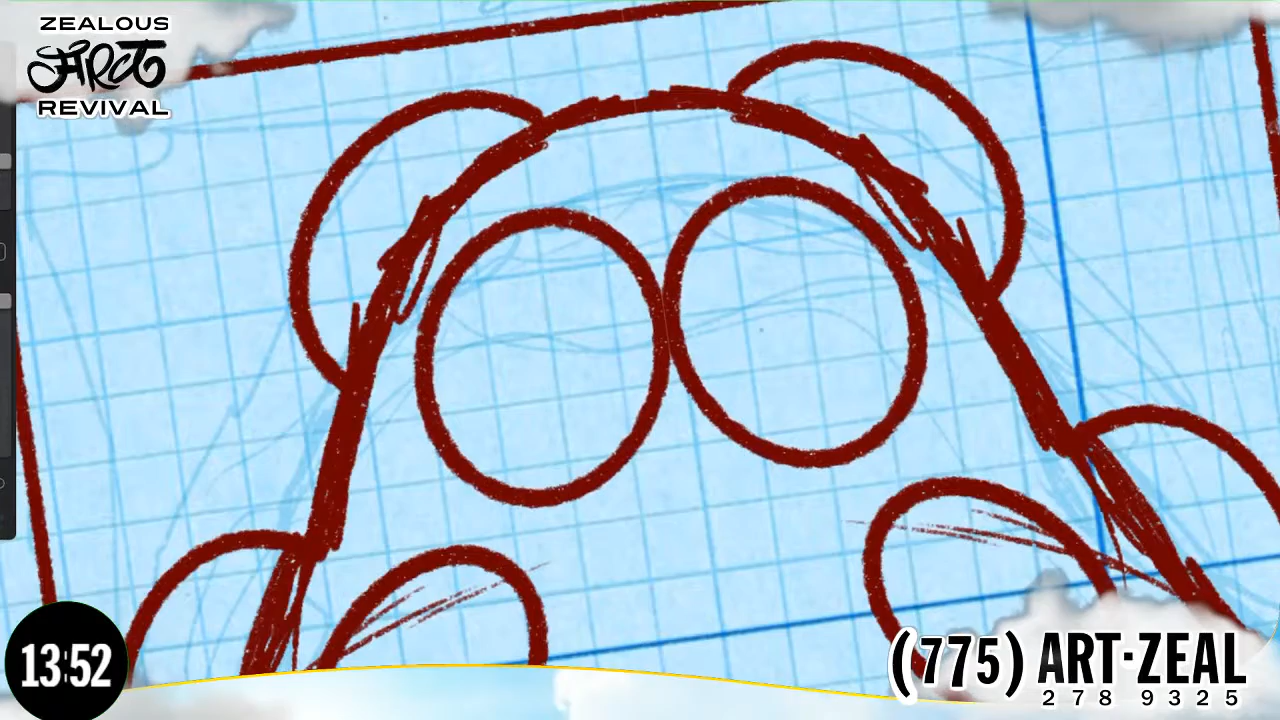 ZEALOUS
ART
REVIVAL
13:52
(775) ART-ZEAL
278 9325